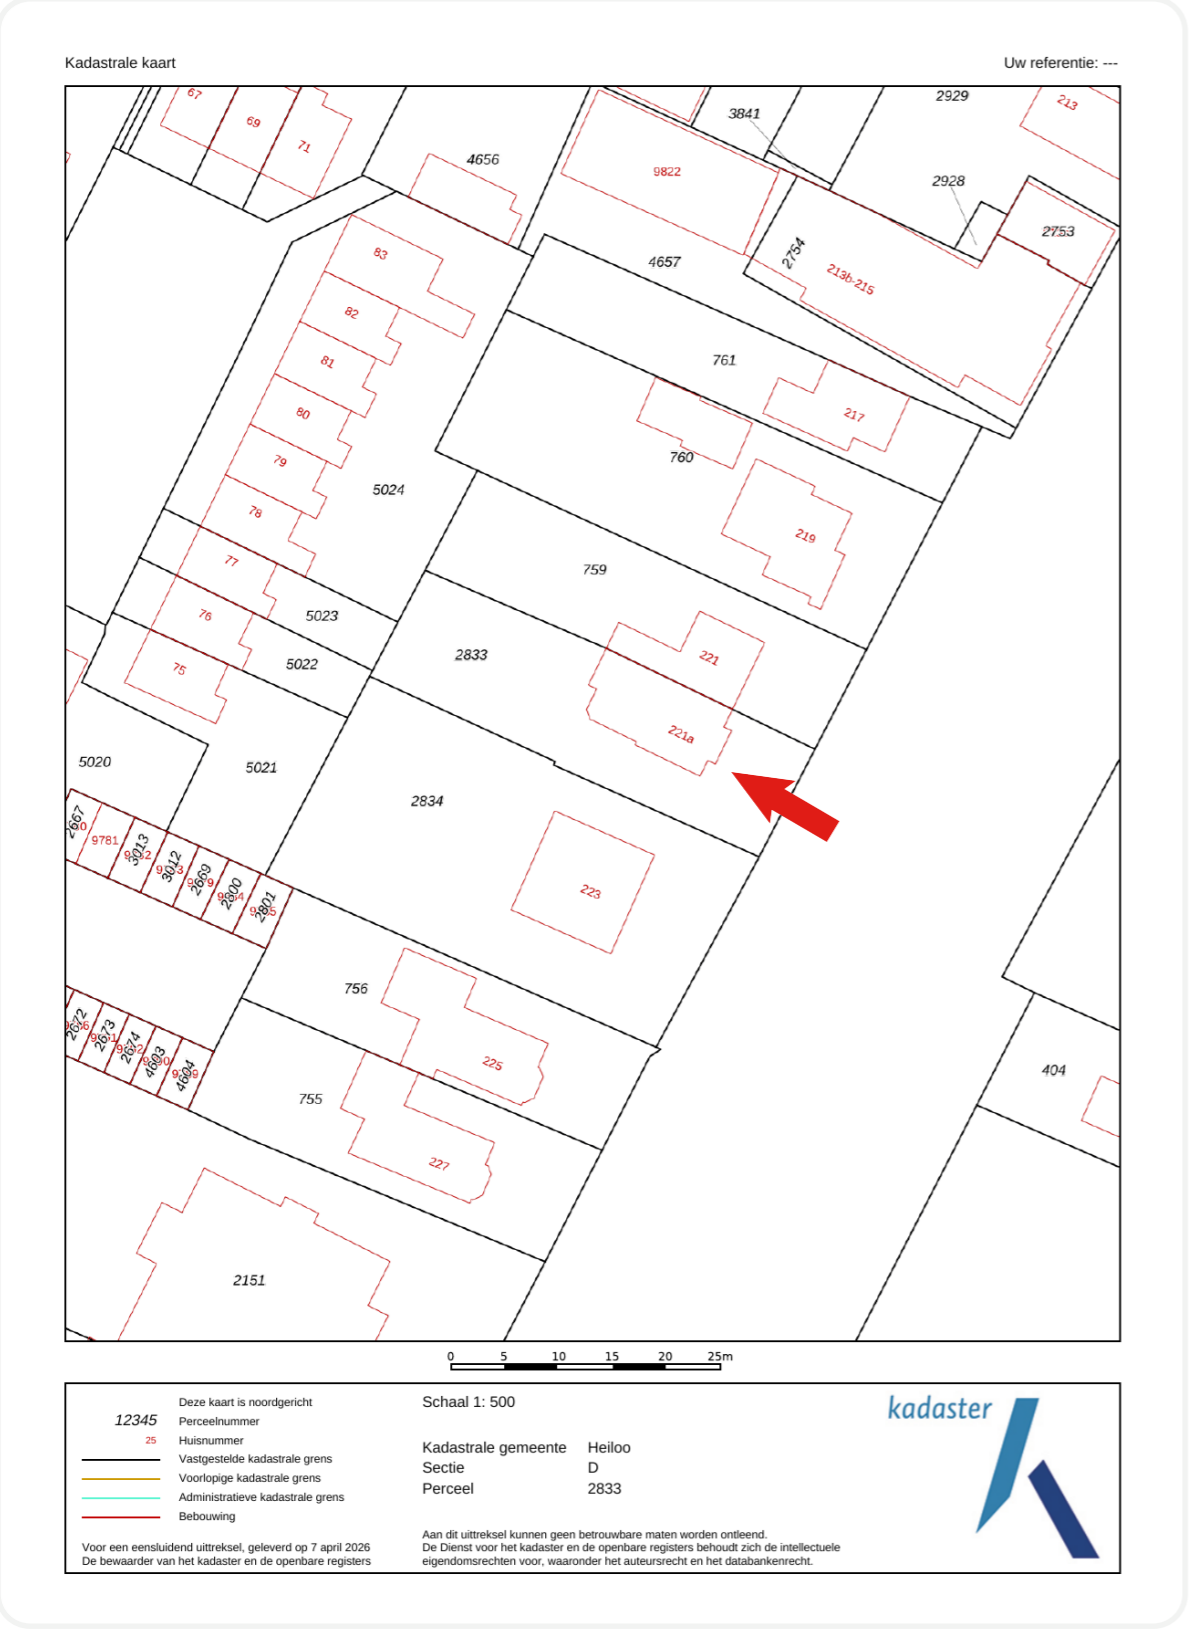 Kadastrale kaart
Uw referentie: ---
67
69
71
4656
9822
3841
2929
213
2928
2753
2754
213b-215
4657
83
82
81
80
79
78
77
76
75
761
217
760
219
5024
759
5023
5022
2833
221
221a
5020
5021
2834
223
2667
9781
3013
3012
2669
2800
2801
756
225
2672
2673
2674
4603
4604
755
227
404
2151
0 5 10 15 20 25m
Deze kaart is noordgericht
12345 Perceelnummer
25 Huisnummer
Vastgestelde kadastrale grens
Voorlopige kadastrale grens
Administratieve kadastrale grens
Bebouwing
Voor een eensluidend uittreksel, geleverd op 7 april 2026
De bewaarder van het kadaster en de openbare registers
Schaal 1: 500
Kadastrale gemeente Heiloo
Sectie D
Perceel 2833
Aan dit uittreksel kunnen geen betrouwbare maten worden ontleend.
De Dienst voor het kadaster en de openbare registers behoudt zich de intellectuele
eigendomsrechten voor, waaronder het auteursrecht en het databankenrecht.
kadaster